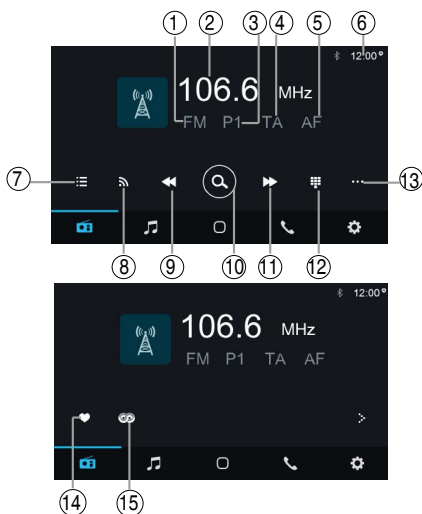 ① ② ③ ④ ⑤ ⑥
12:00
106.6 MHz
FM P1 TA AF
⑦ ⑬
⑧ ⑨ ⑩ ⑪ ⑫
12:00
106.6 MHz
FM P1 TA AF
⑭ ⑮